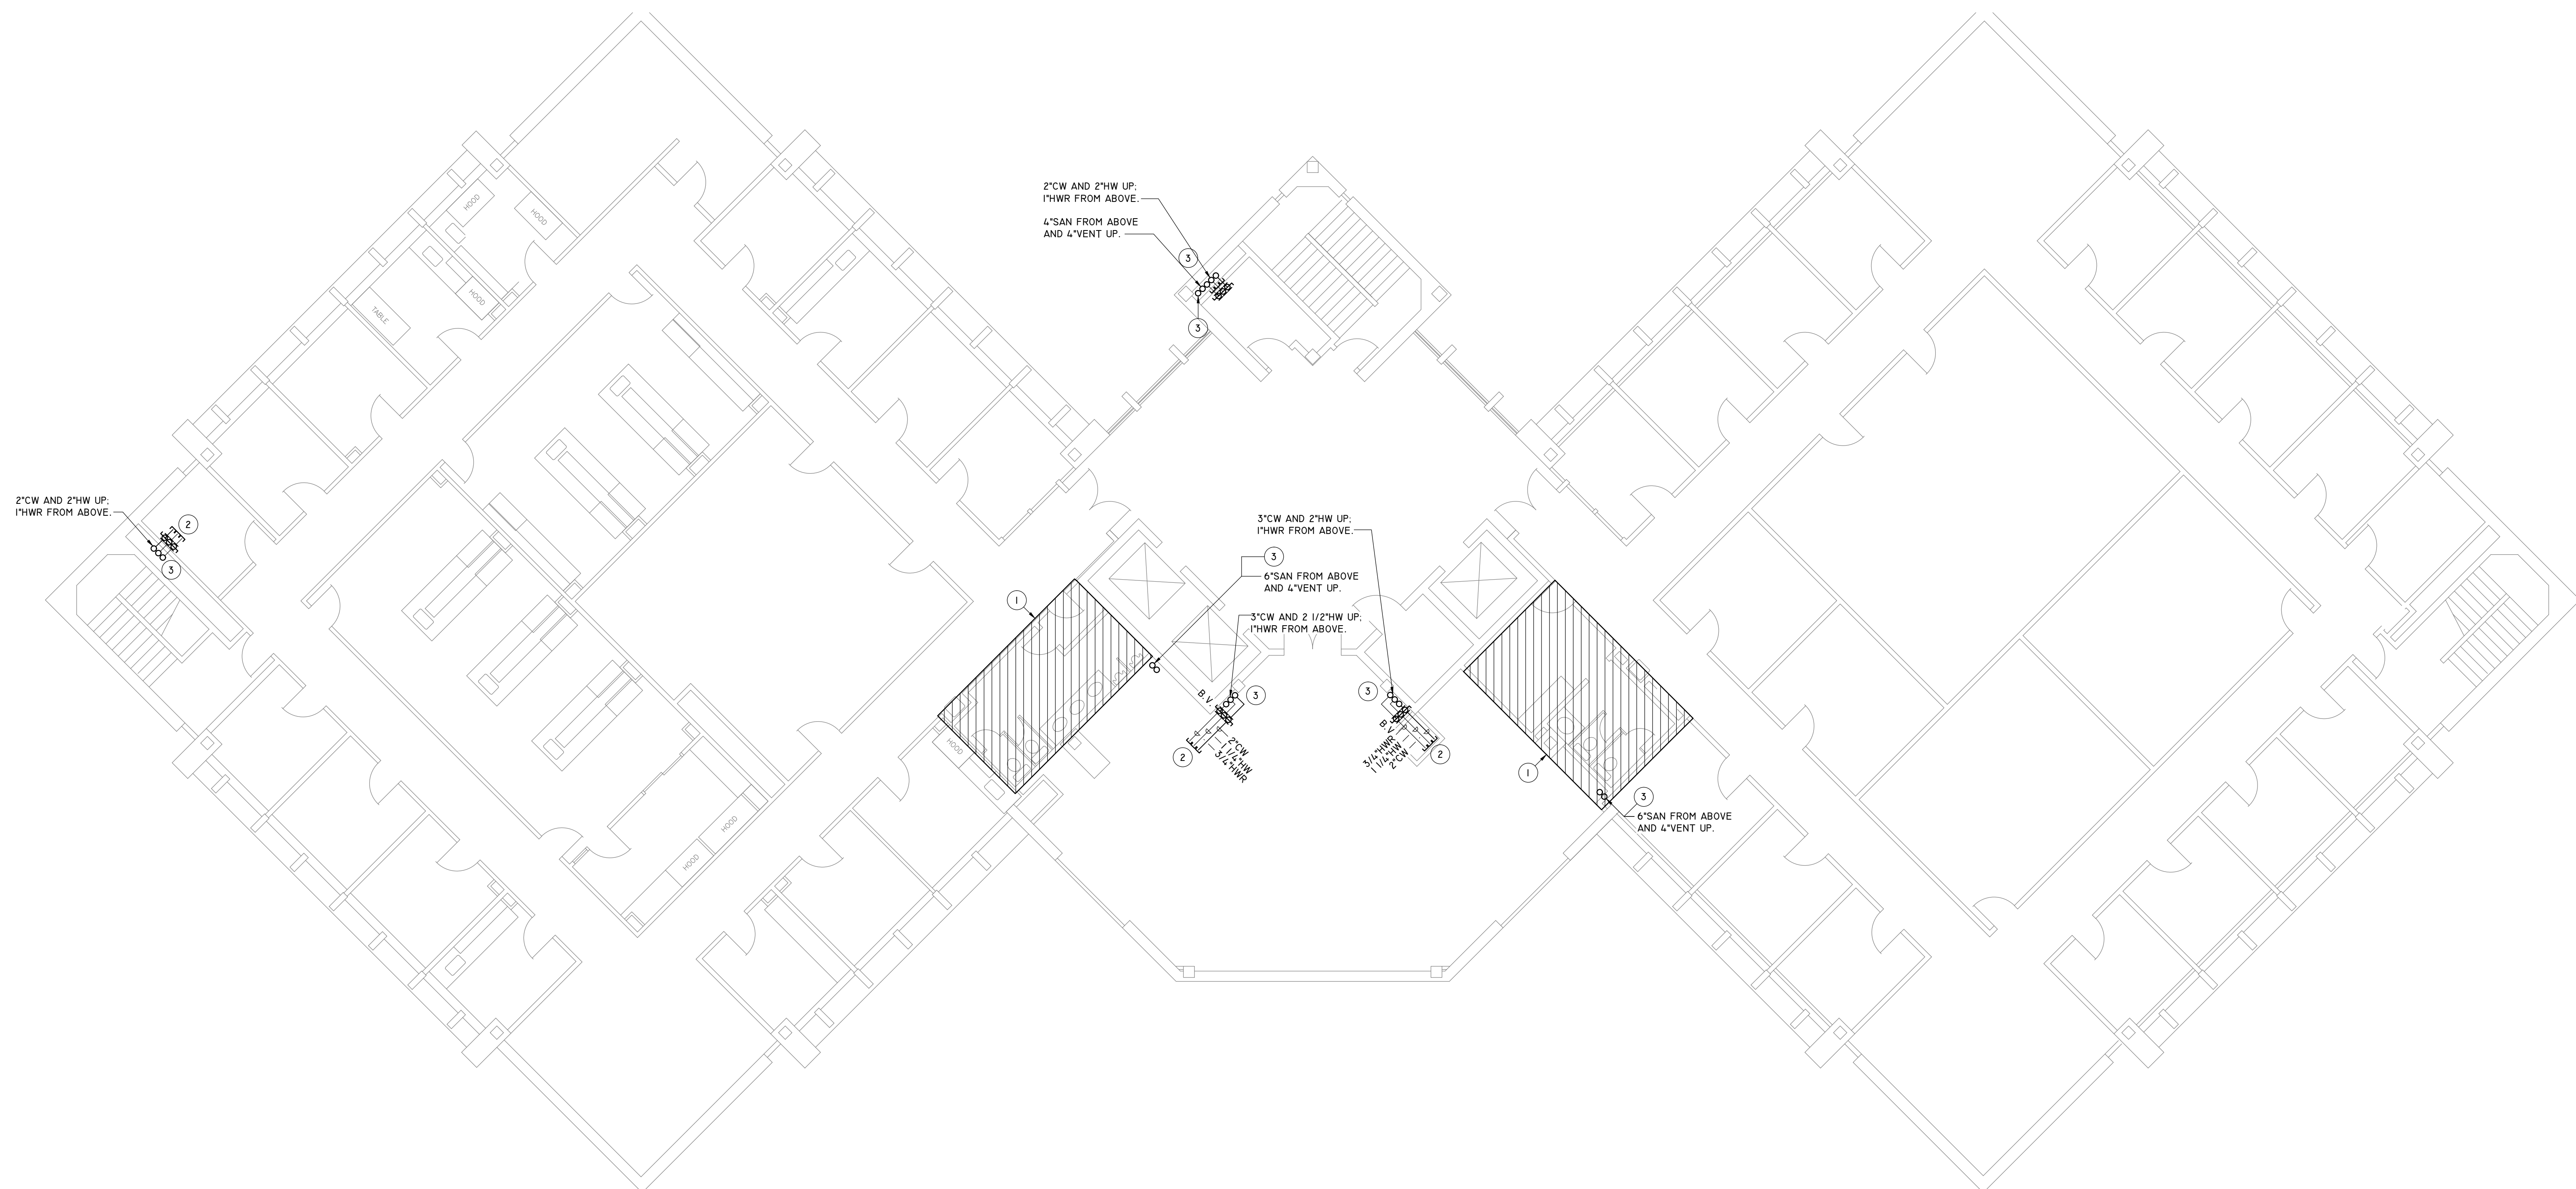 2"CW AND 2"HW UP;
1"HWR FROM ABOVE.
4"SAN FROM ABOVE
AND 4"VENT UP.
3
3
HOOD
HOOD
HOOD
TABLE
2"CW AND 2"HW UP;
1"HWR FROM ABOVE.
2
3
3"CW AND 2"HW UP;
1"HWR FROM ABOVE.
3
6"SAN FROM ABOVE
AND 4"VENT UP.
1
3"CW AND 2 1/2"HW UP;
1"HWR FROM ABOVE.
B.V.
3
2
2"CW
1 1/4"HW
3/4"HWR
3
B.V.
3/4"HWR
1 1/4"HW
2"CW
2
1
3
6"SAN FROM ABOVE
AND 4"VENT UP.
HOOD
HOOD
HOOD